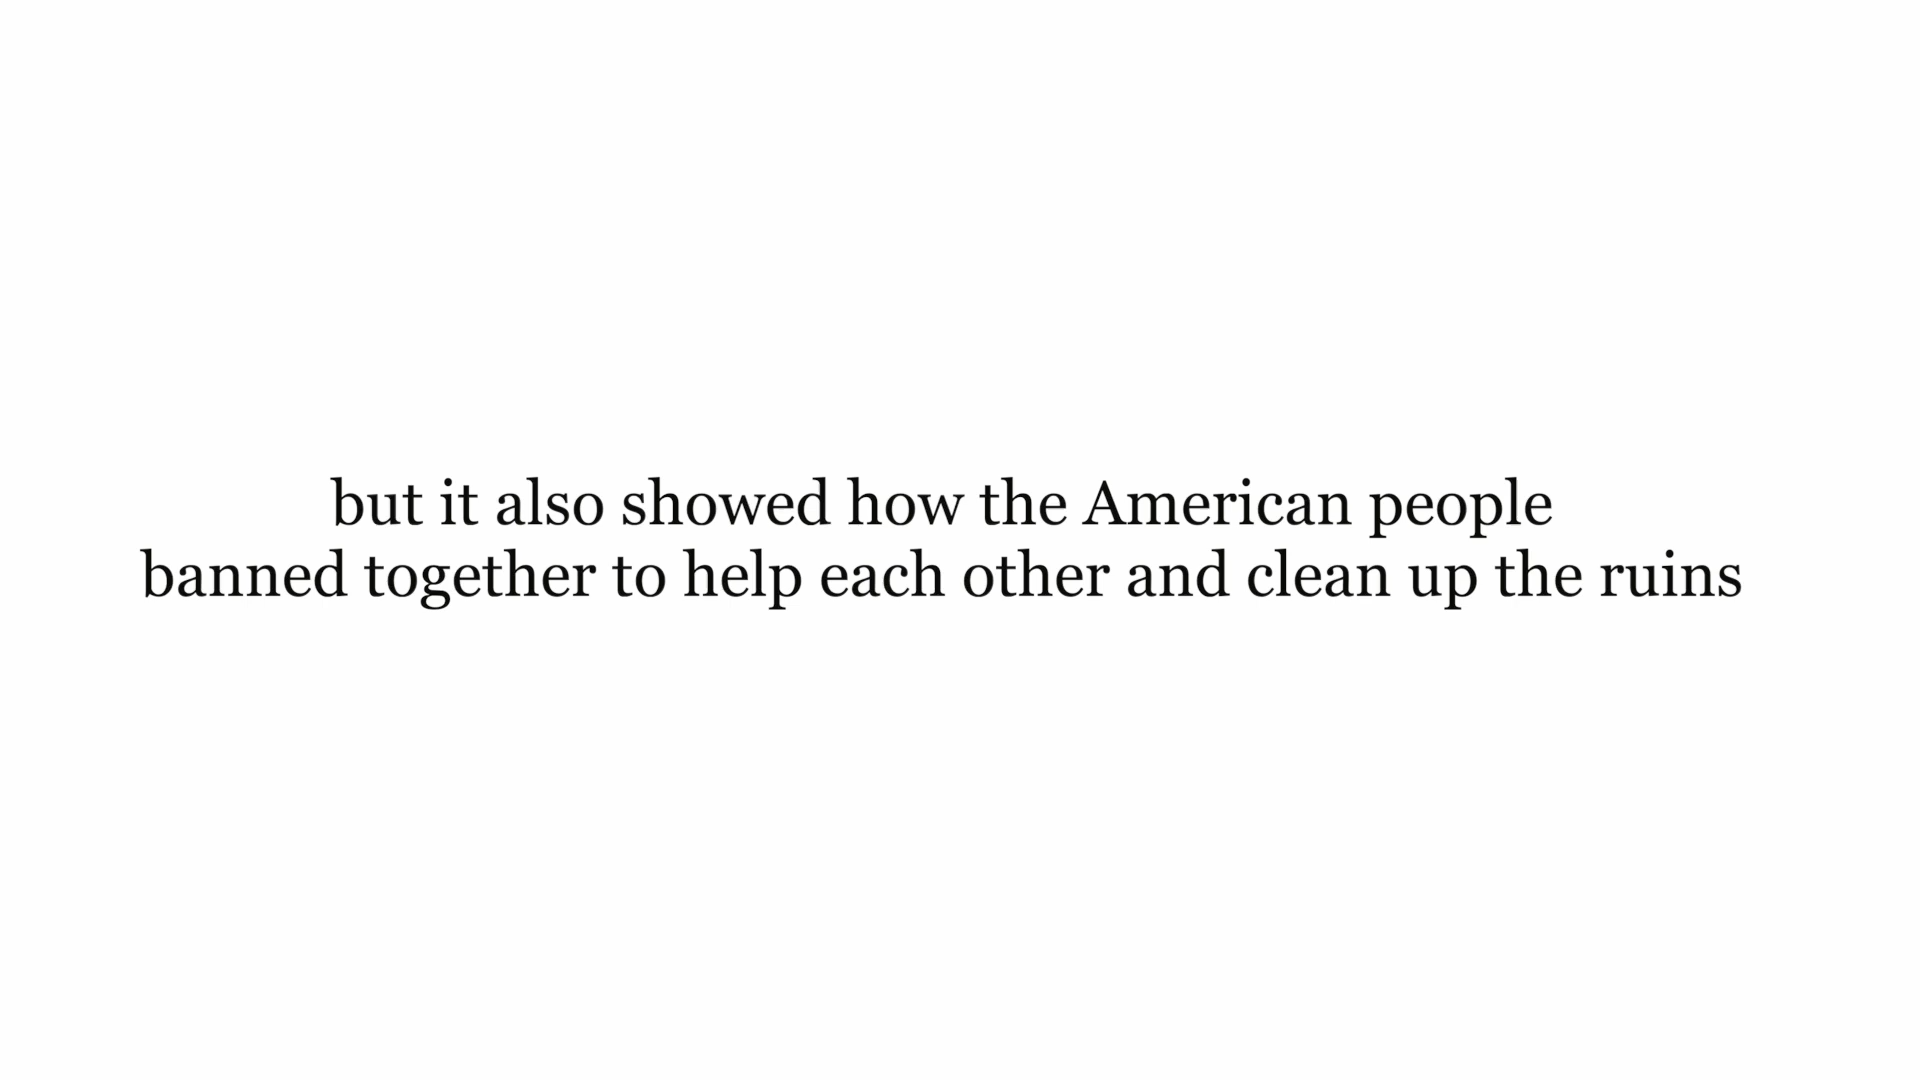 but it also showed how the American people
banned together to help each other and clean up the ruins